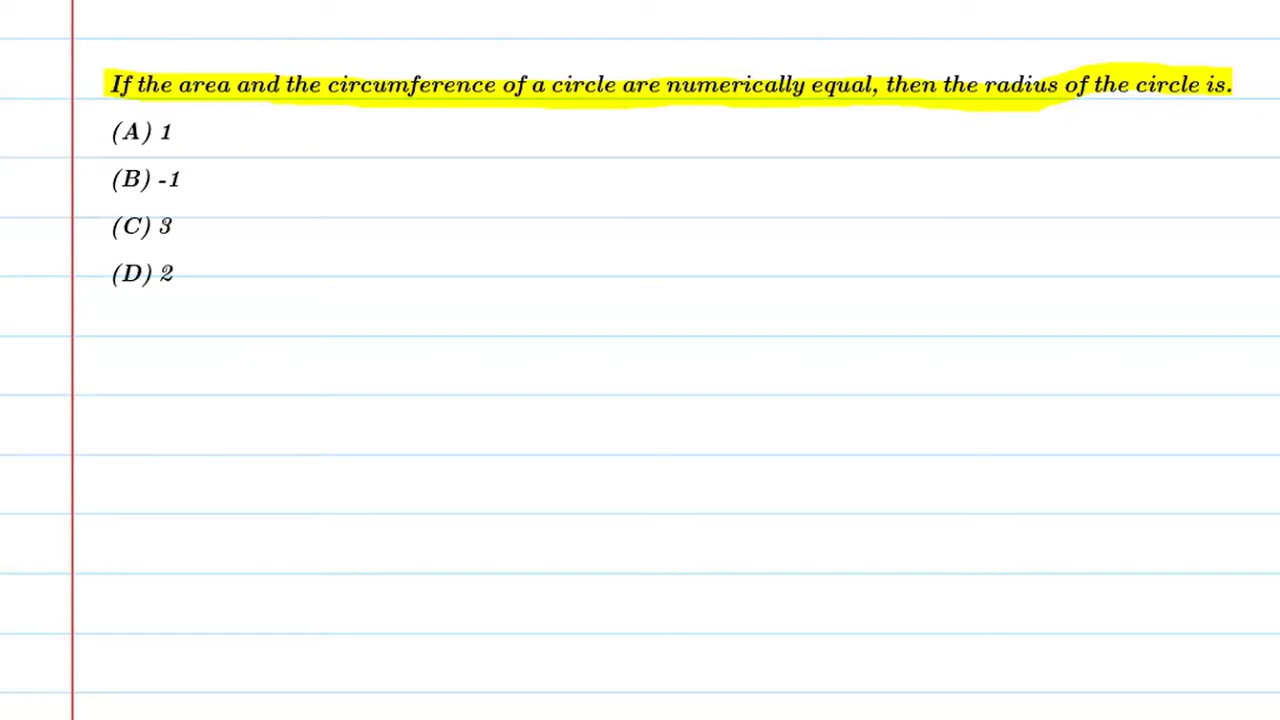 If the area and the circumference of a circle are numerically equal, then the radius of the circle is.
(A) 1
(B) -1
(C) 3
(D) 2